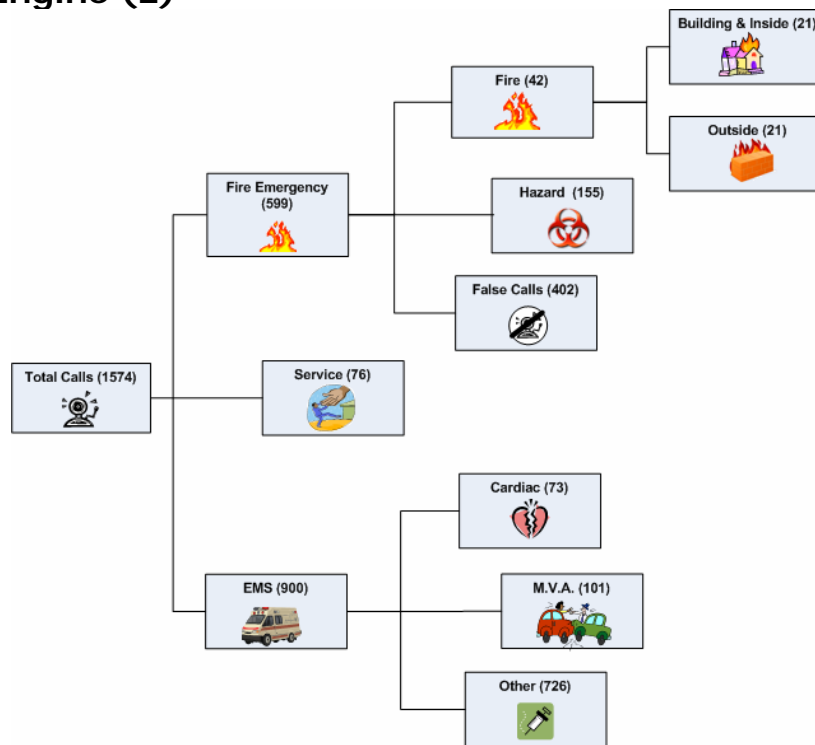 Engine (2)
Building & Inside (21)
Fire (42)
Outside (21)
Fire Emergency
(599)
Hazard (155)
False Calls (402)
Total Calls (1574)
Service (76)
Cardiac (73)
EMS (900)
M.V.A. (101)
Other (726)